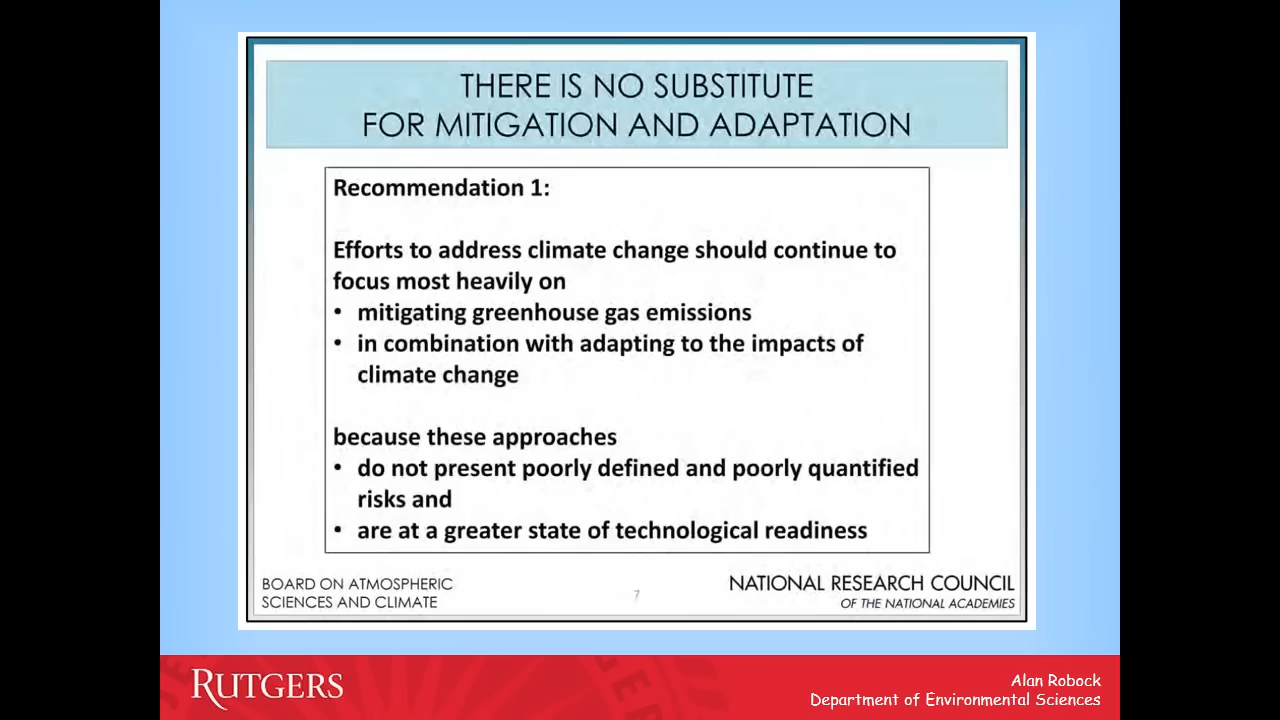 THERE IS NO SUBSTITUTE
FOR MITIGATION AND ADAPTATION
Recommendation 1:
Efforts to address climate change should continue to
focus most heavily on
• mitigating greenhouse gas emissions
• in combination with adapting to the impacts of
climate change
because these approaches
• do not present poorly defined and poorly quantified
risks and
• are at a greater state of technological readiness
BOARD ON ATMOSPHERIC
SCIENCES AND CLIMATE
7
NATIONAL RESEARCH COUNCIL
OF THE NATIONAL ACADEMIES
RUTGERS
Alan Robock
Department of Environmental Sciences